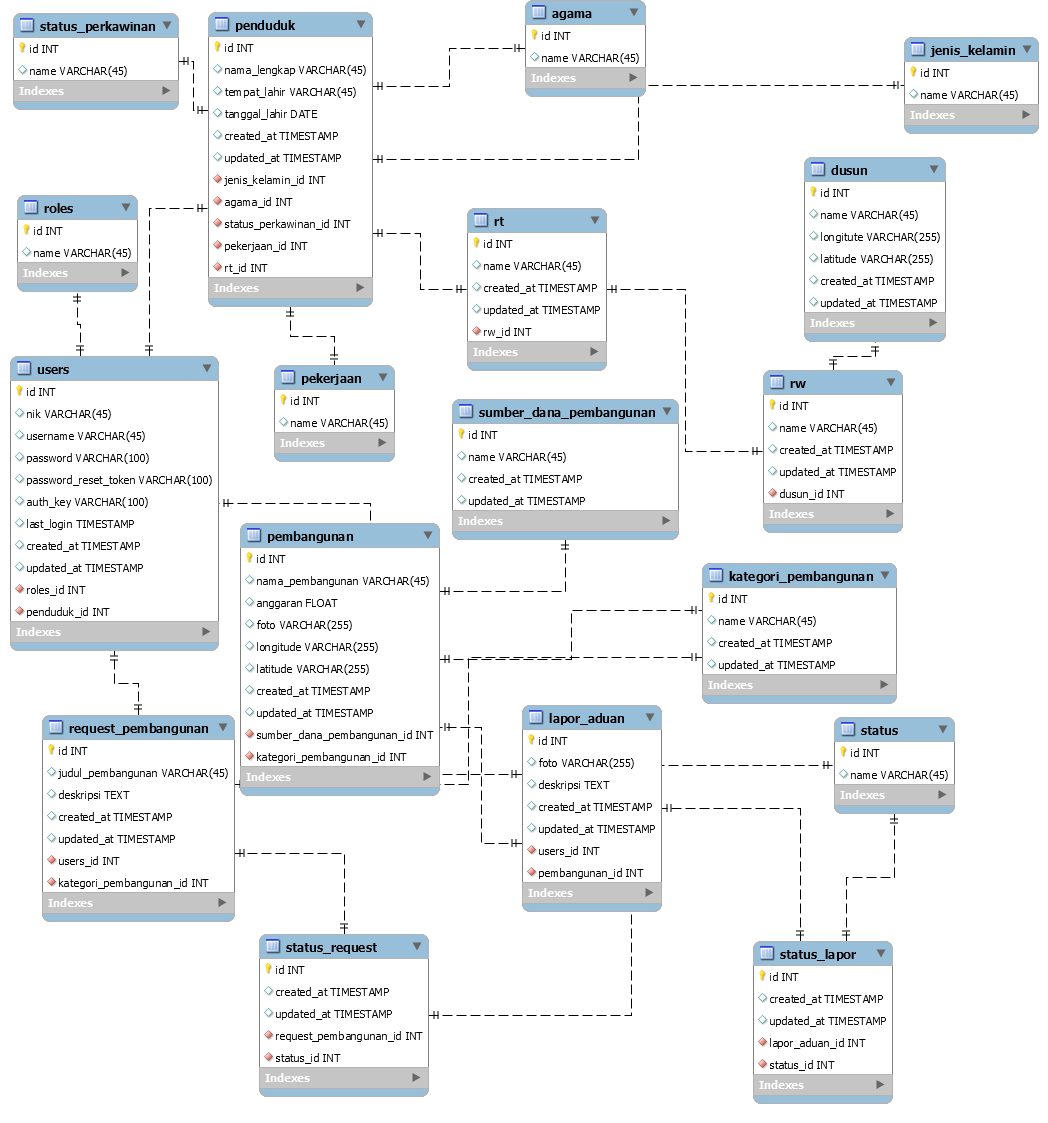 status_perkawinan
id INT
name VARCHAR(45)
Indexes
penduduk
id INT
nama_lengkap VARCHAR(45)
tempat_lahir VARCHAR(45)
tanggal_lahir DATE
created_at TIMESTAMP
updated_at TIMESTAMP
jenis_kelamin_id INT
agama_id INT
status_perkawinan_id INT
pekerjaan_id INT
rt_id INT
Indexes
agama
id INT
name VARCHAR(45)
Indexes
jenis_kelamin
id INT
name VARCHAR(45)
Indexes
dusun
id INT
name VARCHAR(45)
longitute VARCHAR(255)
latitude VARCHAR(255)
created_at TIMESTAMP
updated_at TIMESTAMP
Indexes
roles
id INT
name VARCHAR(45)
Indexes
rt
id INT
name VARCHAR(45)
created_at TIMESTAMP
updated_at TIMESTAMP
rw_id INT
Indexes
users
id INT
nik VARCHAR(45)
username VARCHAR(45)
password VARCHAR(100)
password_reset_token VARCHAR(100)
auth_key VARCHAR(100)
last_login TIMESTAMP
created_at TIMESTAMP
updated_at TIMESTAMP
roles_id INT
penduduk_id INT
Indexes
pekerjaan
id INT
name VARCHAR(45)
Indexes
sumber_dana_pembangunan
id INT
name VARCHAR(45)
created_at TIMESTAMP
updated_at TIMESTAMP
Indexes
rw
id INT
name VARCHAR(45)
created_at TIMESTAMP
updated_at TIMESTAMP
dusun_id INT
Indexes
pembangunan
id INT
nama_pembangunan VARCHAR(45)
anggaran FLOAT
foto VARCHAR(255)
longitude VARCHAR(255)
latitude VARCHAR(255)
created_at TIMESTAMP
updated_at TIMESTAMP
sumber_dana_pembangunan_id INT
kategori_pembangunan_id INT
Indexes
kategori_pembangunan
id INT
name VARCHAR(45)
created_at TIMESTAMP
updated_at TIMESTAMP
Indexes
request_pembangunan
id INT
judul_pembangunan VARCHAR(45)
deskripsi TEXT
created_at TIMESTAMP
updated_at TIMESTAMP
users_id INT
kategori_pembangunan_id INT
Indexes
lapor_aduan
id INT
foto VARCHAR(255)
deskripsi TEXT
created_at TIMESTAMP
updated_at TIMESTAMP
users_id INT
pembangunan_id INT
Indexes
status
id INT
name VARCHAR(45)
Indexes
status_request
id INT
created_at TIMESTAMP
updated_at TIMESTAMP
request_pembangunan_id INT
status_id INT
Indexes
status_lapor
id INT
created_at TIMESTAMP
updated_at TIMESTAMP
lapor_aduan_id INT
status_id INT
Indexes